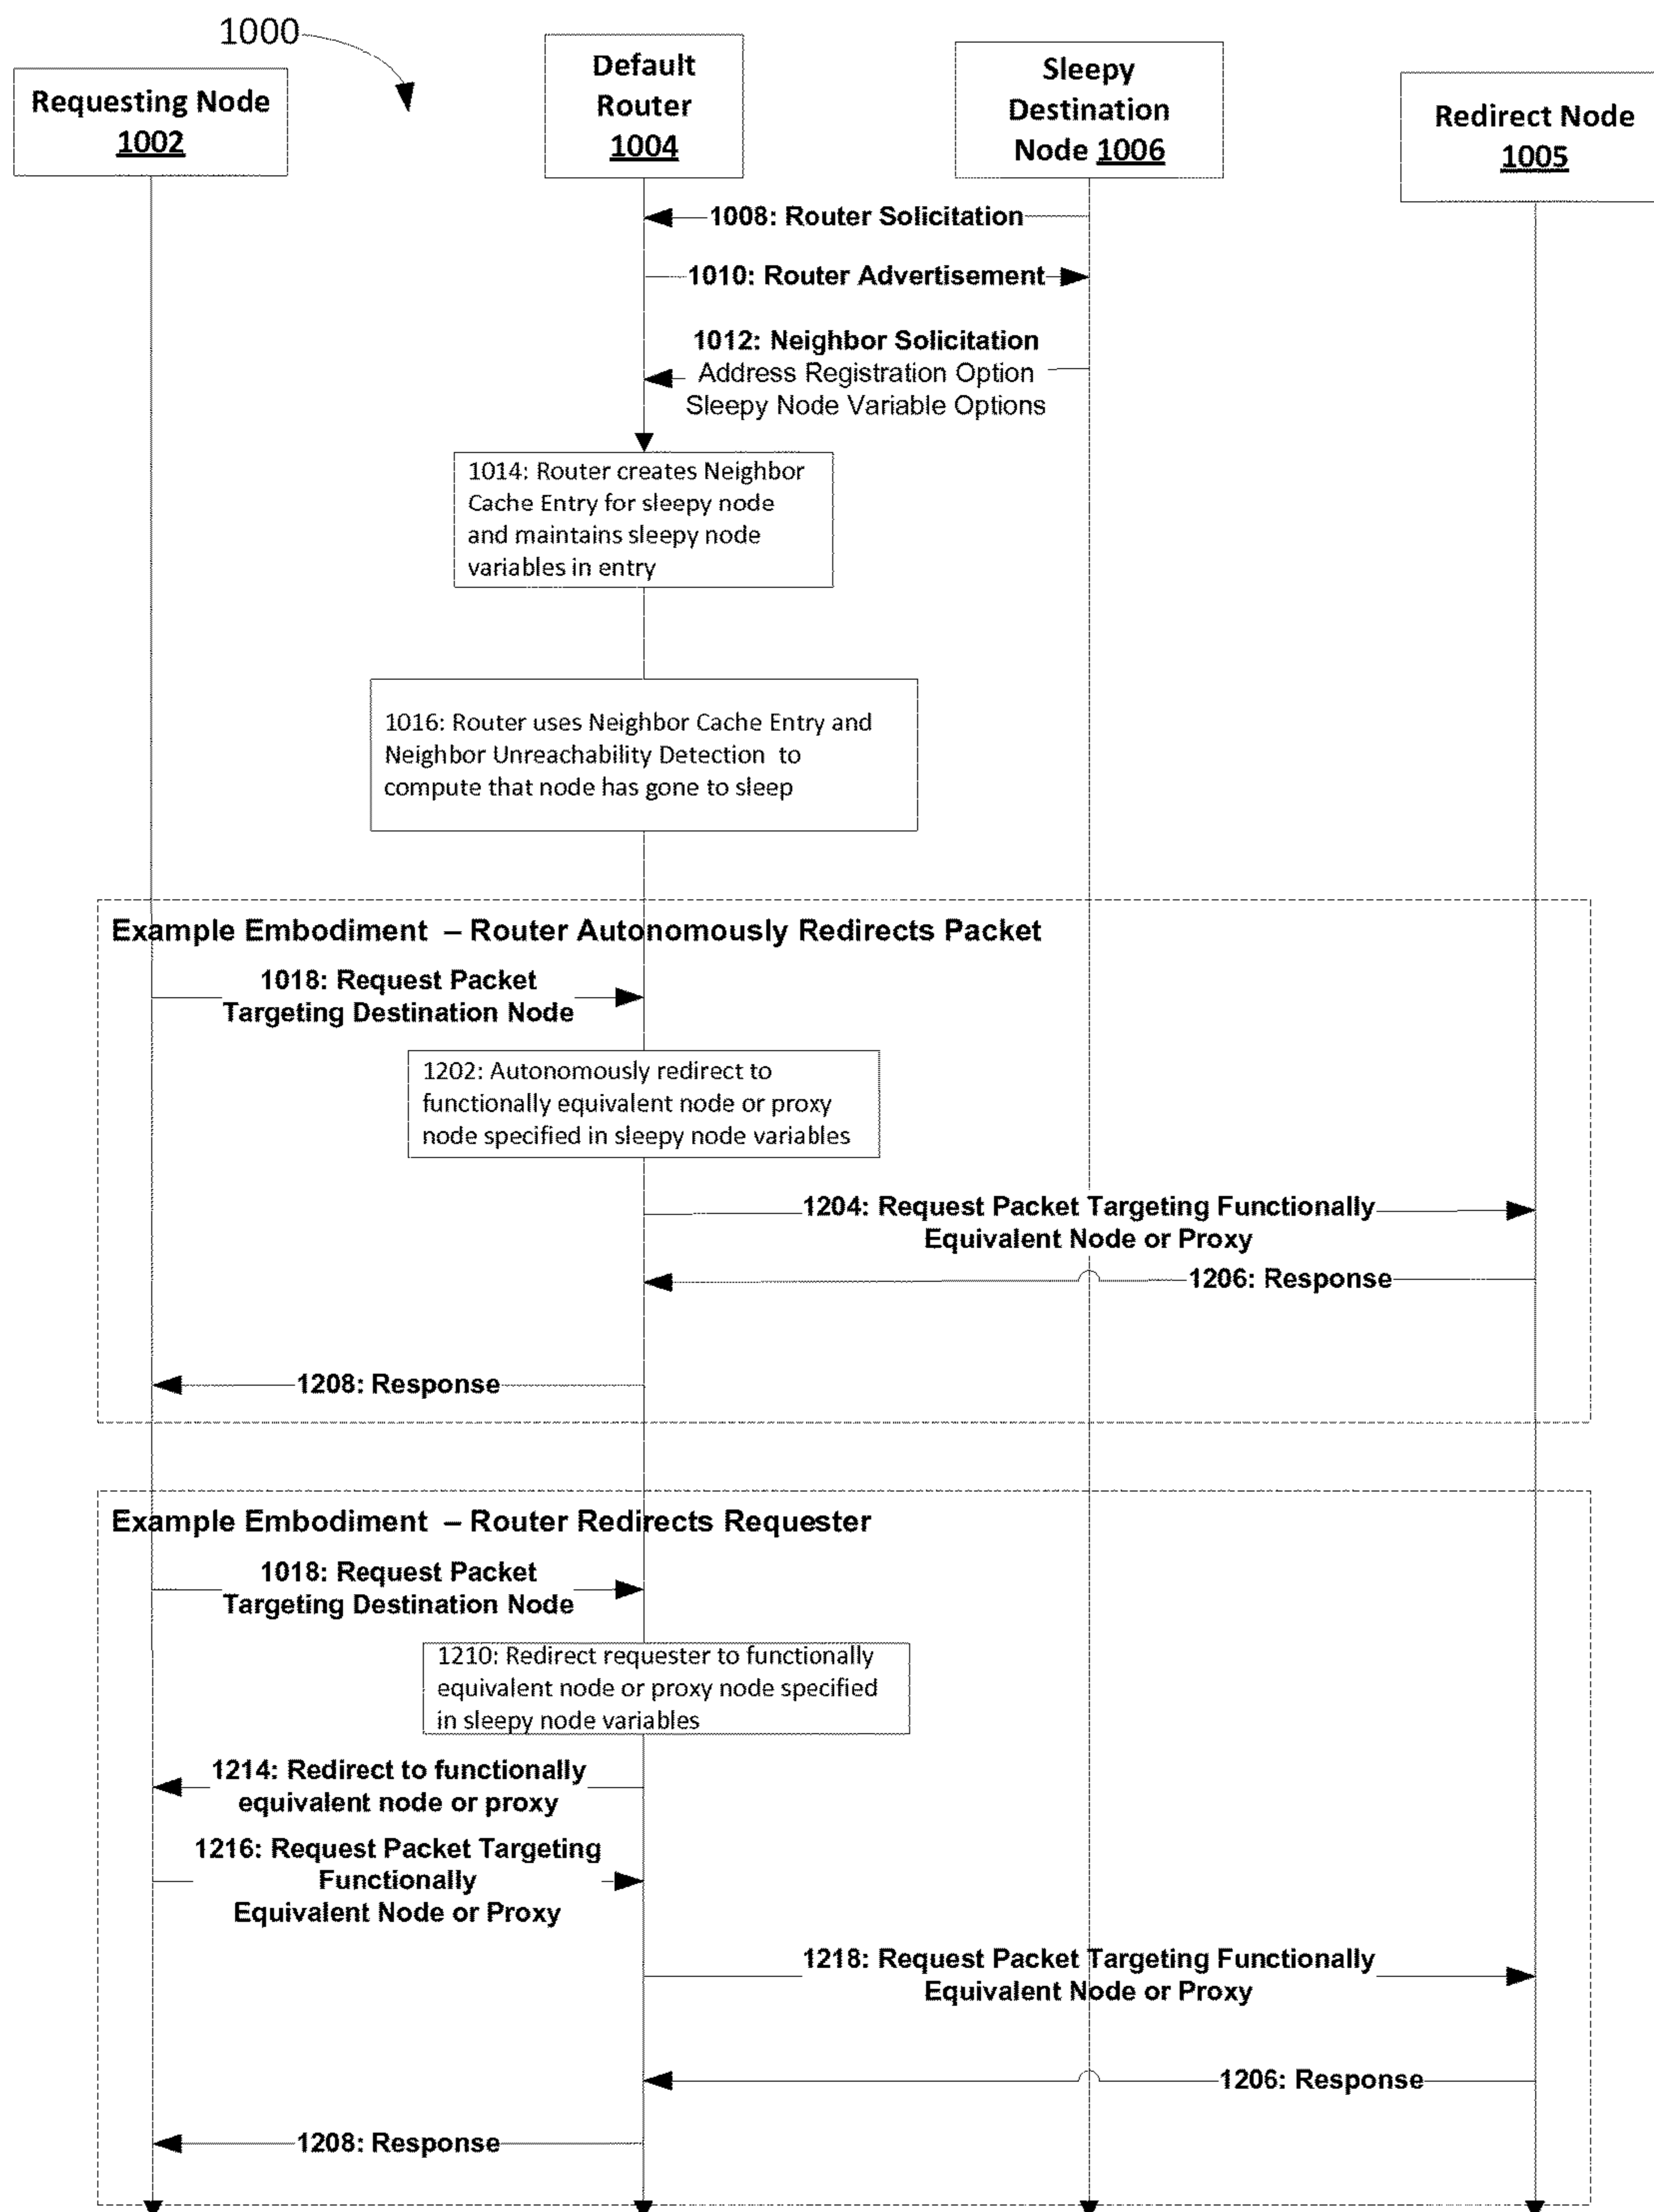 1000
Requesting Node
1002
Default
Router
1004
Sleepy
Destination
Node 1006
Redirect Node
1005
1008: Router Solicitation
1010: Router Advertisement
1012: Neighbor Solicitation
Address Registration Option
Sleepy Node Variable Options
1014: Router creates Neighbor
Cache Entry for sleepy node
and maintains sleepy node
variables in entry
1016: Router uses Neighbor Cache Entry and
Neighbor Unreachability Detection to
compute that node has gone to sleep
Example Embodiment – Router Autonomously Redirects Packet
1018: Request Packet
Targeting Destination Node
1202: Autonomously redirect to
functionally equivalent node or proxy
node specified in sleepy node variables
1204: Request Packet Targeting Functionally
Equivalent Node or Proxy
1206: Response
1208: Response
Example Embodiment – Router Redirects Requester
1018: Request Packet
Targeting Destination Node
1210: Redirect requester to functionally
equivalent node or proxy node specified
in sleepy node variables
1214: Redirect to functionally
equivalent node or proxy
1216: Request Packet Targeting
Functionally
Equivalent Node or Proxy
1218: Request Packet Targeting Functionally
Equivalent Node or Proxy
1206: Response
1208: Response